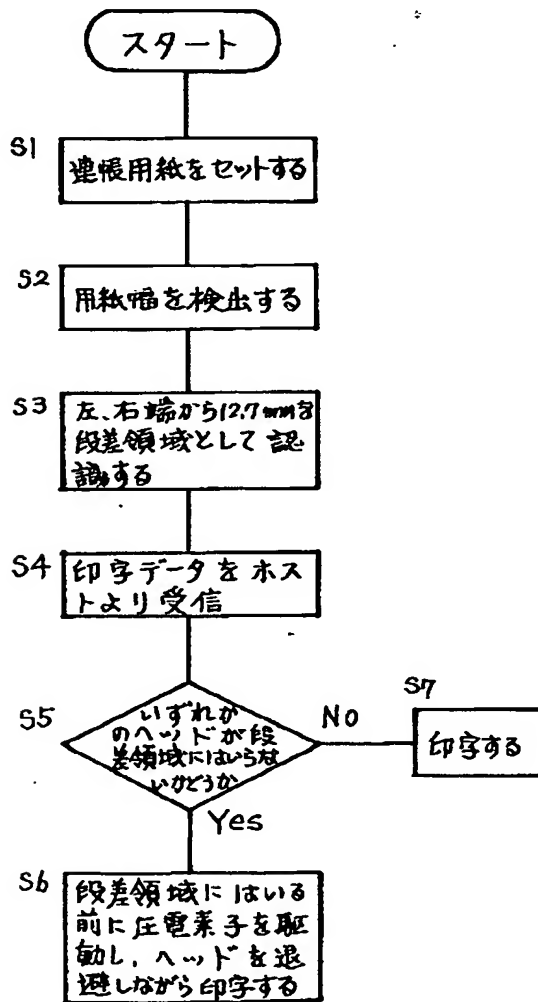 スタート
S1
連帳用紙をセットする
S2
用紙幅を検出する
S3
左、右端から12.7mmを
段差領域として認
識する
S4
印字データをホス
トより受信
S5
いずれか
のヘッドが段
差領域にはいらな
いかどうか
No
S7
印字する
Yes
S6
段差領域にはいる
前に圧電素子を駆
動し、ヘッドを退
避しながら印字する